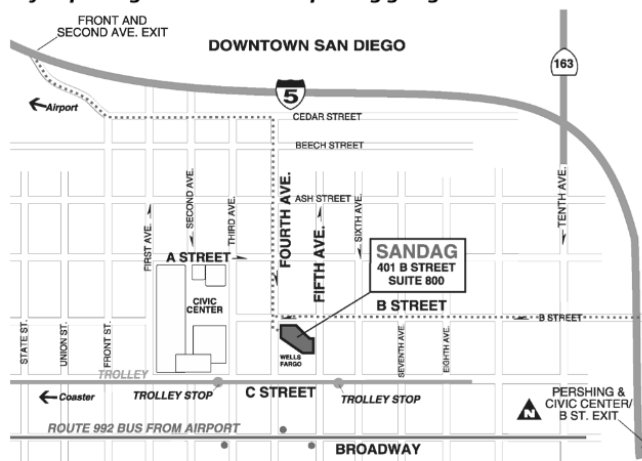 FRONT AND
SECOND AVE. EXIT
DOWNTOWN SAN DIEGO
163
5
Airport
CEDAR STREET
BEECH STREET
ASH STREET
FIRST AVE.
SECOND AVE.
THIRD AVE.
FOURTH AVE.
FIFTH AVE.
SIXTH AVE.
TENTH AVE.
A STREET
SANDAG
401 B STREET
SUITE 800
CIVIC
CENTER
B STREET
B STREET
STATE ST.
UNION ST.
FRONT ST.
WELLS
FARGO
SEVENTH AVE.
EIGHTH AVE.
TROLLEY
Coaster
TROLLEY STOP
C STREET
TROLLEY STOP
N
PERSHING &
CIVIC CENTER/
B ST. EXIT
ROUTE 992 BUS FROM AIRPORT
BROADWAY